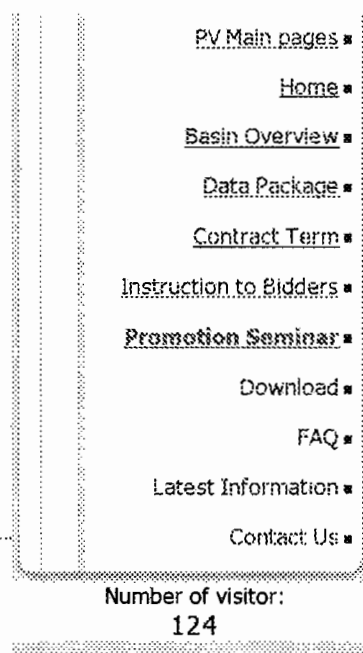 PV Main pages
Home
Basin Overview
Data Package
Contract Term
Instruction to Bidders
Promotion Seminar
Download
FAQ
Latest Information
Contact Us
Number of visitor:
124